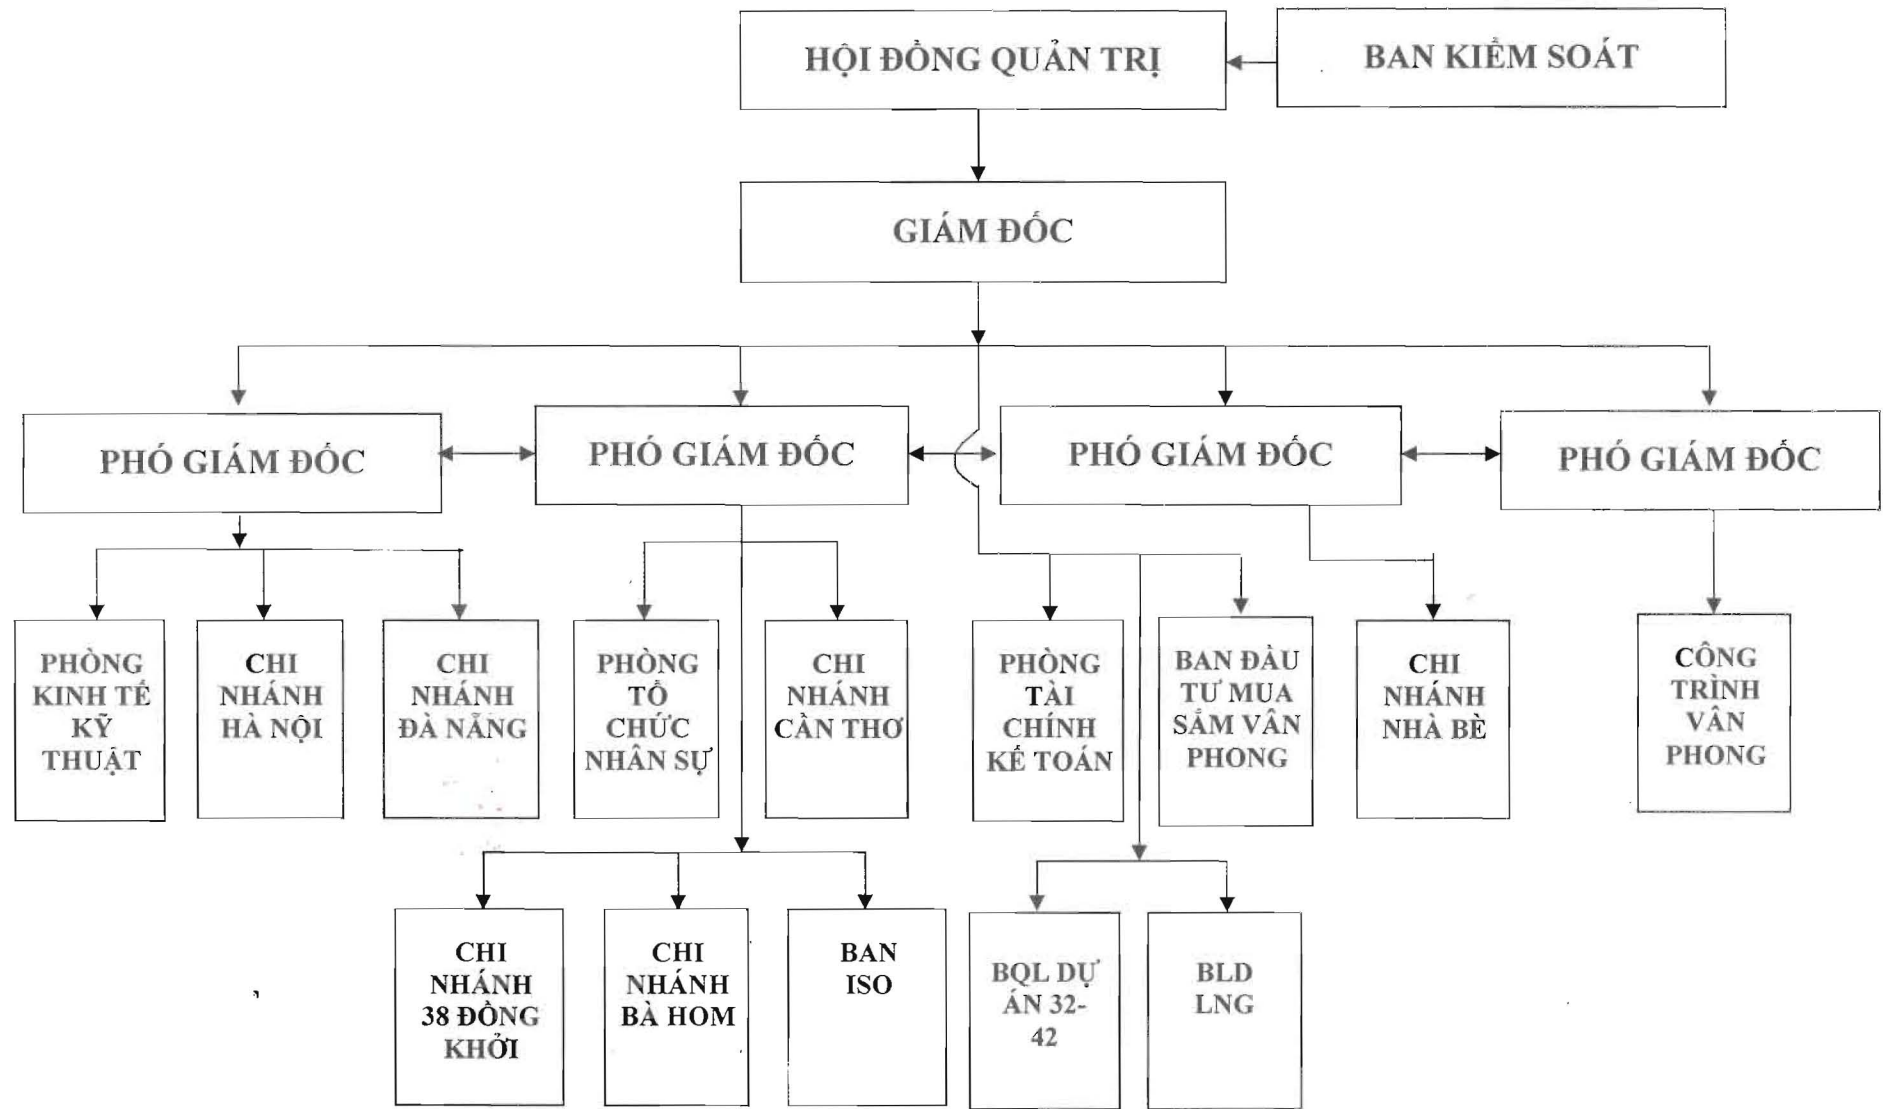 HỘI ĐỒNG QUẢN TRỊ
BAN KIỂM SOÁT
GIÁM ĐỐC
PHÓ GIÁM ĐỐC
PHÓ GIÁM ĐỐC
PHÓ GIÁM ĐỐC
PHÓ GIÁM ĐỐC
PHÒNG
KINH TẾ
KỸ
THUẬT
CHI
NHÁNH
HÀ NỘI
CHI
NHÁNH
ĐÀ NẴNG
PHÒNG
TỔ
CHỨC
NHÂN SỰ
CHI
NHÁNH
CẦN THƠ
PHÒNG
TÀI
CHÍNH
KẾ TOÁN
BAN ĐẦU
TƯ MUA
SẮM VÂN
PHONG
CHI
NHÁNH
NHÀ BÈ
CÔNG
TRÌNH
VÂN
PHONG
CHI
NHÁNH
38 ĐỒNG
KHỞI
CHI
NHÁNH
BÀ HOM
BAN
ISO
BQL DỰ
ÁN 32-
42
BLD
LNG